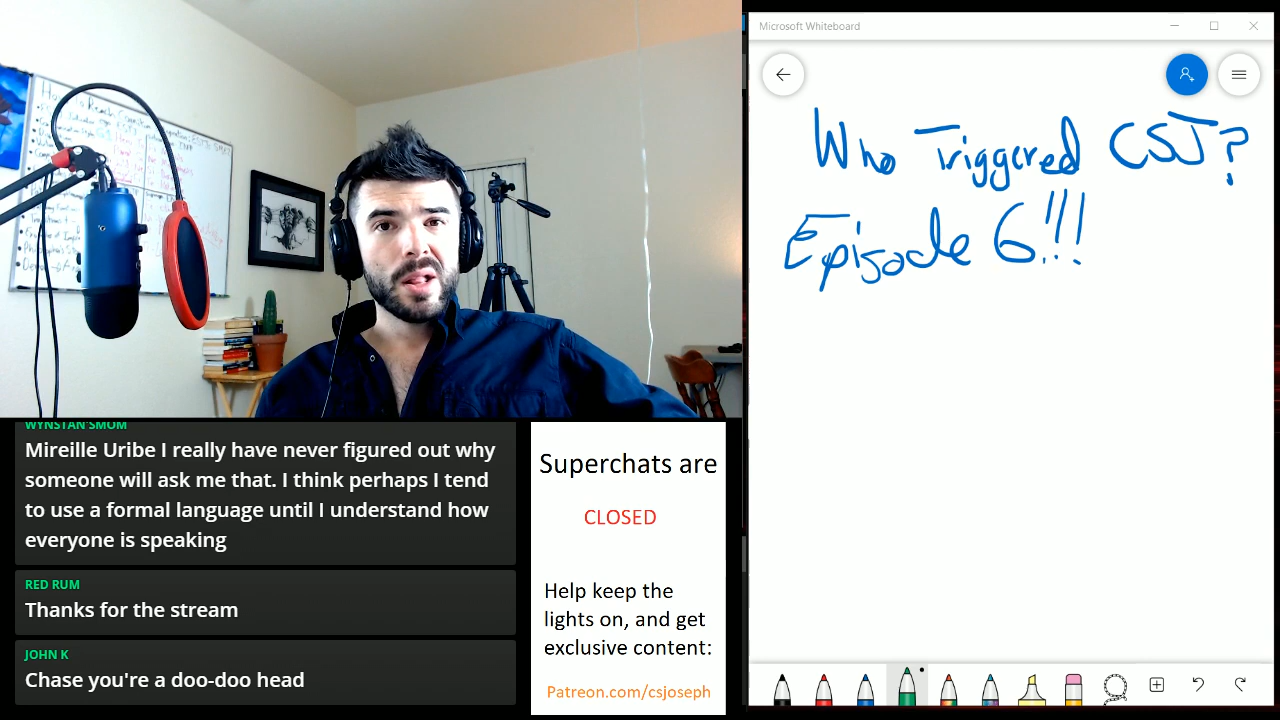 Microsoft Whiteboard
Who Triggered CSJ?
Episode 6!!!
WYNSTAN'SMOM
Mireille Uribe I really have never figured out why
someone will ask me that. I think perhaps I tend
to use a formal language until I understand how
everyone is speaking
RED RUM
Thanks for the stream
JOHN K
Chase you're a doo-doo head
Superchats are
CLOSED
Help keep the
lights on, and get
exclusive content:
Patreon.com/csjoseph